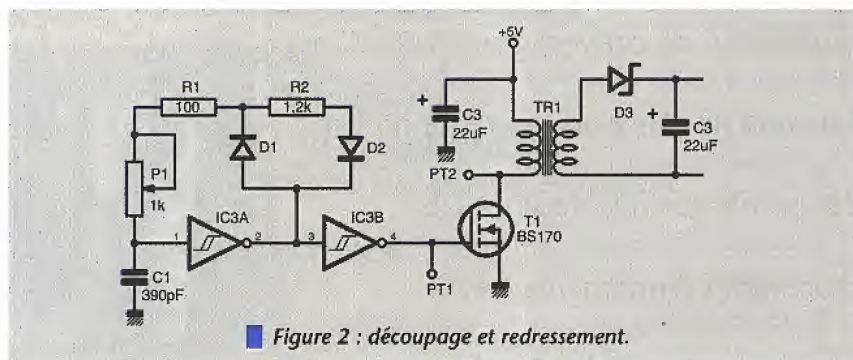 +5V
R1
100
R2
1,2k
C3
22uF
TR1
D3
C3
22uF
D1
D2
P1
1k
PT2
IC3A
IC3B
T1
BS170
1
2
3
4
PT1
C1
390pF
Figure 2 : découpage et redressement.